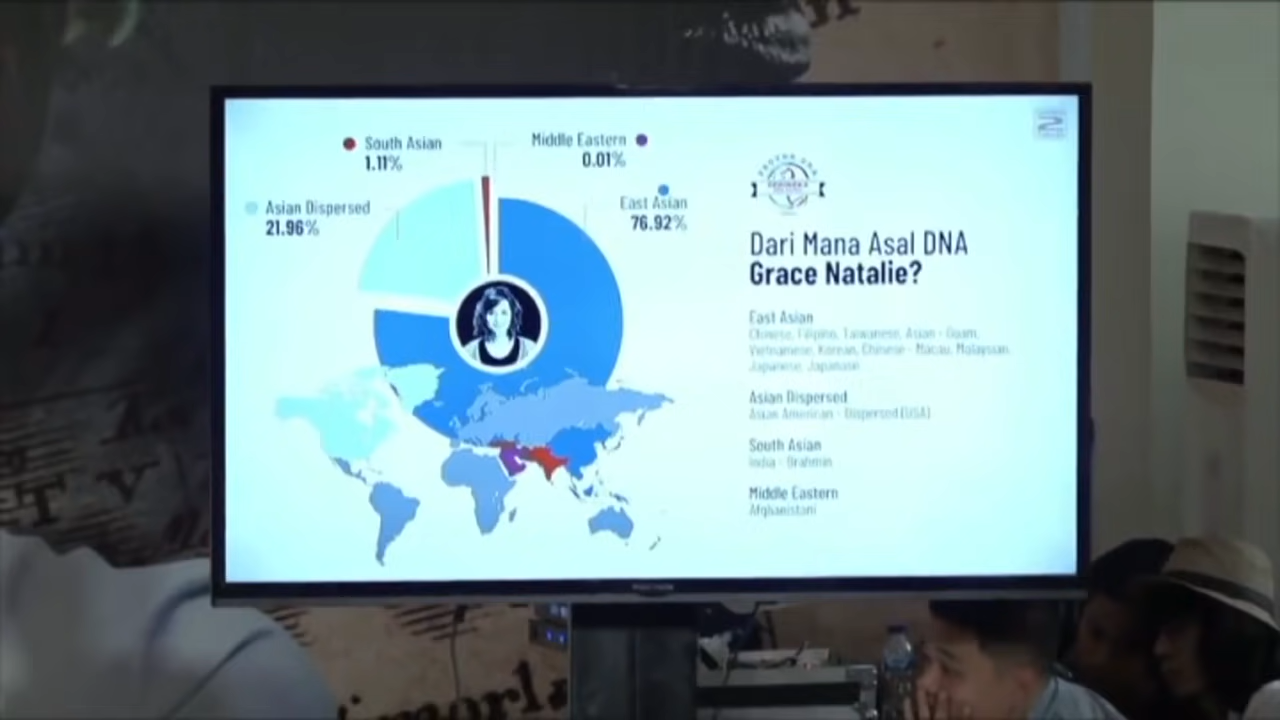 South Asian
1.11%
Middle Eastern
0.01%
Asian Dispersed
21.96%
East Asian
76.92%
Dari Mana Asal DNA
Grace Natalie?
East Asian
Chinese, Filipino, Taiwanese, Asian - Guam,
Vietnamese, Korean, Chinese - Macau, Malaysian,
Japanese, Japanese
Asian Dispersed
Asian American - Dispersed (USA)
South Asian
India - Brahmin
Middle Eastern
Afghanistani